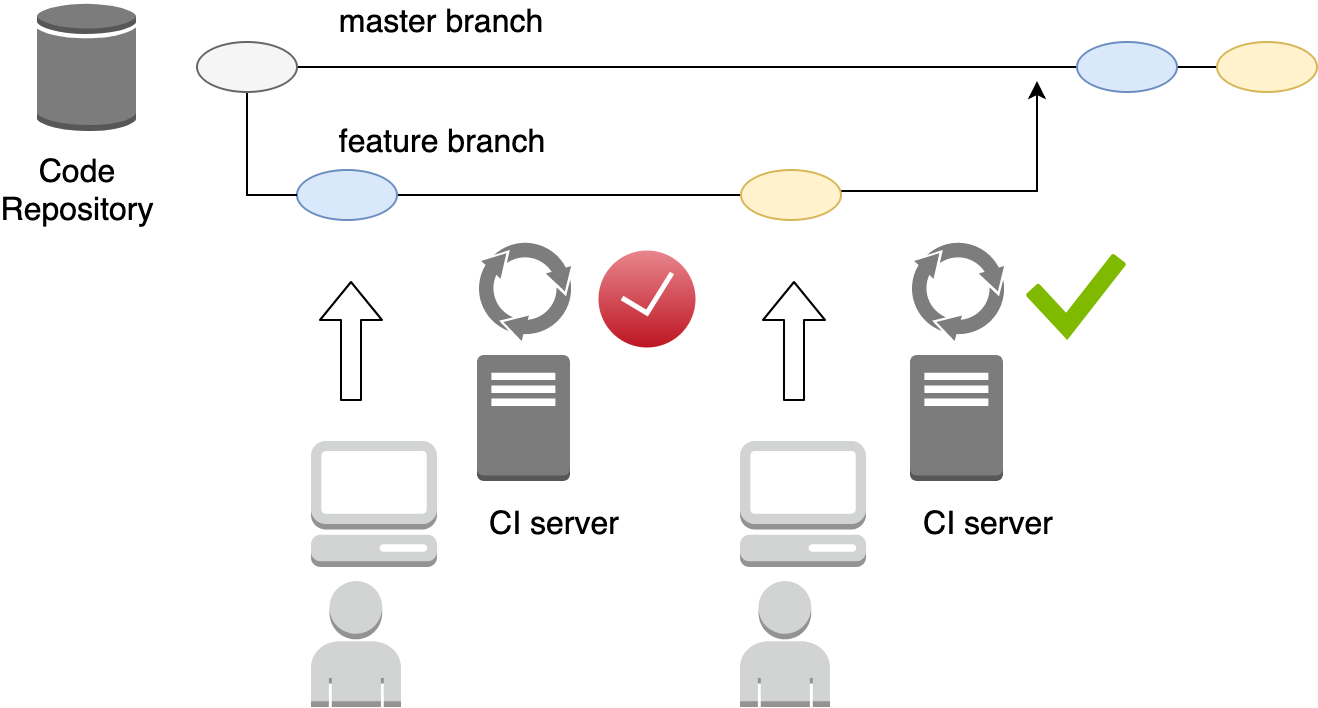 master branch
feature branch
Code
Repository
CI server
CI server